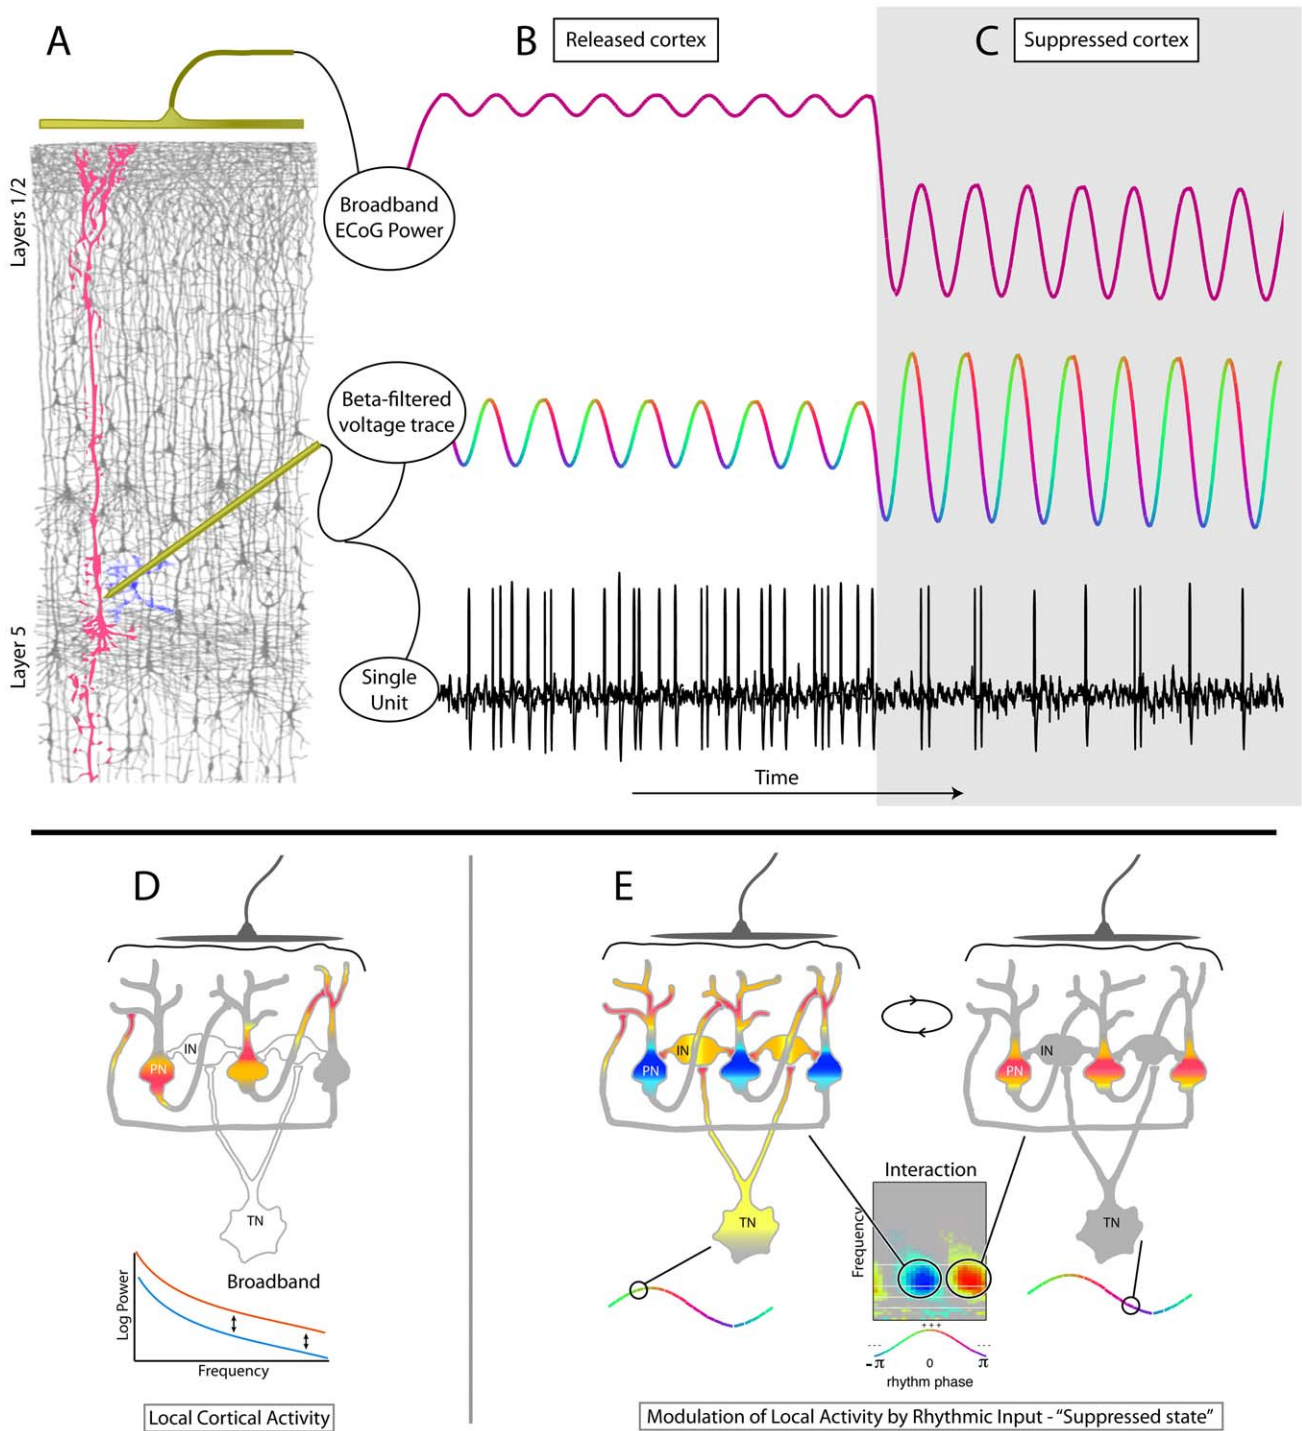 A
B
Released cortex
C
Suppressed cortex
Layers 1/2
Broadband
ECoG Power
Beta-filtered
voltage trace
Layer 5
Single
Unit
Time
D
IN
PN
TN
Broadband
Log Power
Frequency
Local Cortical Activity
E
IN
PN
TN
IN
PN
TN
Interaction
Frequency
+ + +
--- ---
-π 0 π
rhythm phase
Modulation of Local Activity by Rhythmic Input - "Suppressed state"